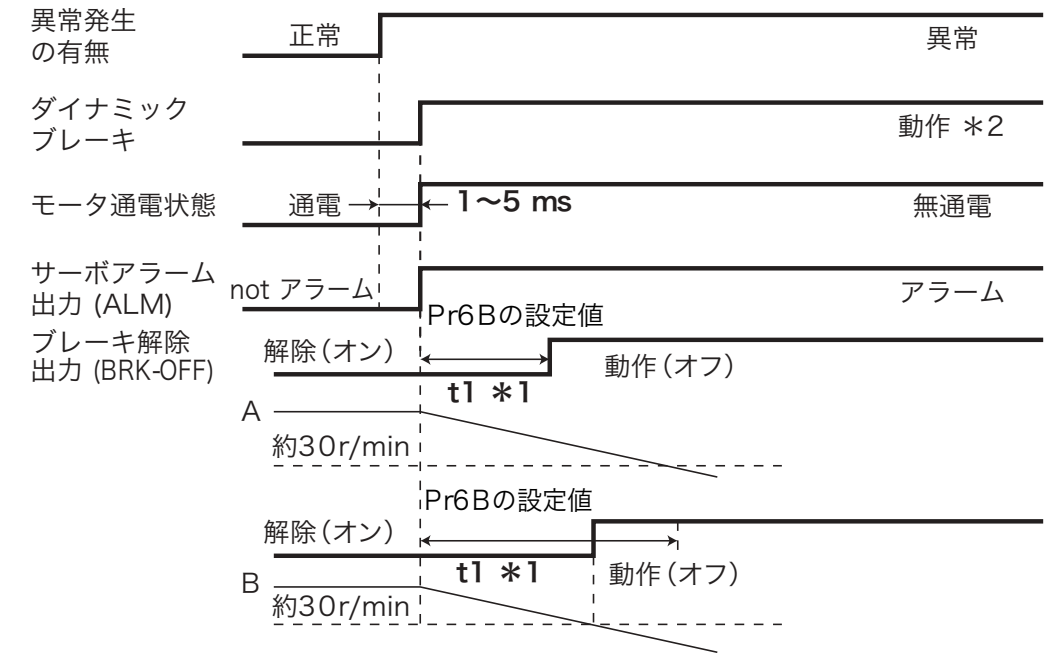 異常発生
の有無
正常
異常
ダイナミック
ブレーキ
動作 *2
モータ通電状態
通電
1〜5 ms
無通電
サーボアラーム
出力 (ALM)
not アラーム
アラーム
Pr6Bの設定値
ブレーキ解除
出力 (BRK-OFF)
解除(オン)
動作(オフ)
t1 *1
A
約30r/min
Pr6Bの設定値
解除(オン)
t1 *1
動作(オフ)
B
約30r/min